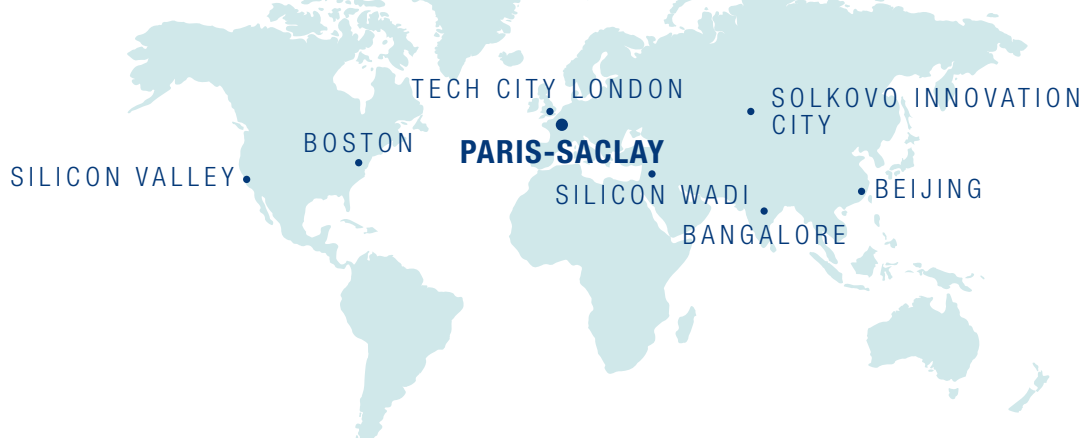 TECH CITY LONDON
SOLKOVO INNOVATION
CITY
BOSTON
PARIS-SACLAY
SILICON VALLEY
SILICON WADI
BEIJING
BANGALORE